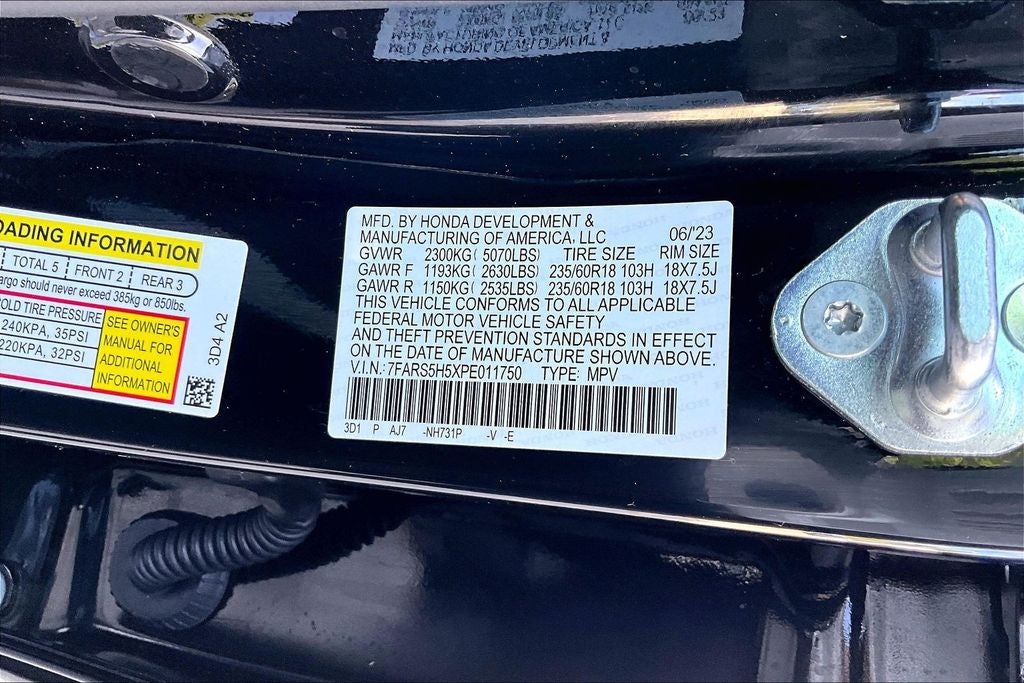 OADING INFORMATION
TOTAL 5 FRONT 2 REAR 3
argo should never exceed 385kg or 850lbs.
OLD TIRE PRESSURE
240KPA, 35PSI
220KPA, 32PSI
SEE OWNER'S
MANUAL FOR
ADDITIONAL
INFORMATION
3D4 A2
MFD. BY HONDA DEVELOPMENT &
MANUFACTURING OF AMERICA, LLC 06/'23
GVWR 2300KG( 5070LBS) TIRE SIZE RIM SIZE
GAWR F 1193KG( 2630LBS) 235/60R18 103H 18X7.5J
GAWR R 1150KG( 2535LBS) 235/60R18 103H 18X7.5J
THIS VEHICLE CONFORMS TO ALL APPLICABLE
FEDERAL MOTOR VEHICLE SAFETY
AND THEFT PREVENTION STANDARDS IN EFFECT
ON THE DATE OF MANUFACTURE SHOWN ABOVE.
V.I.N.: 7FARS5H5XPE011750 TYPE: MPV
3D1 P AJ7 -NH731P -V -E